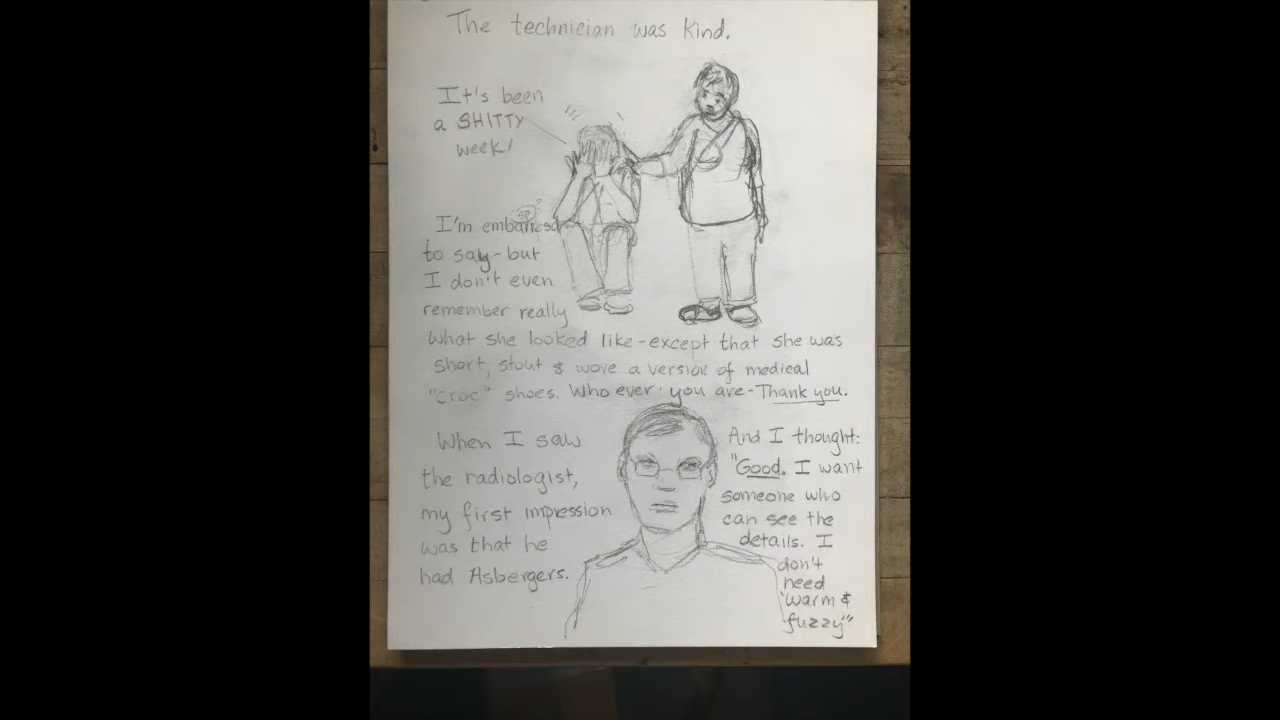 The technician was kind.
It's been
a SHITTY
week!
SP?
I'm embarresd
to say - but
I don't even
remember really
what she looked like - except that she was
short, stout & wore a version of medical
"croc" shoes. Who ever you are - Thank you.
When I saw
the radiologist,
my first impression
was that he
had Asbergers.
And I thought:
"Good. I want
someone who
can see the
details. I
don't
need
'warm &
fuzzy"